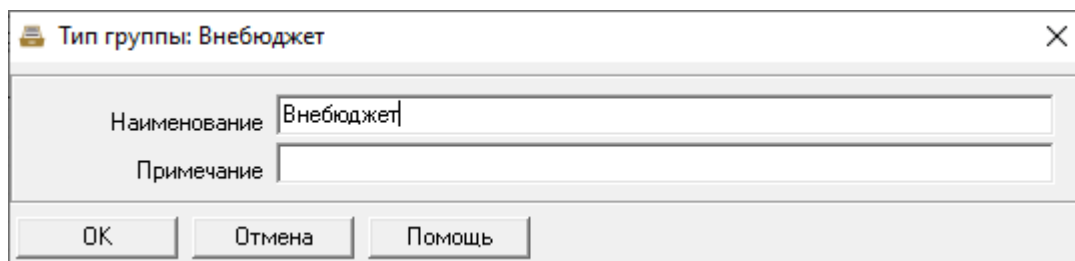 Тип группы: Внебюджет
Наименование Внебюджет
Примечание
OK Отмена Помощь